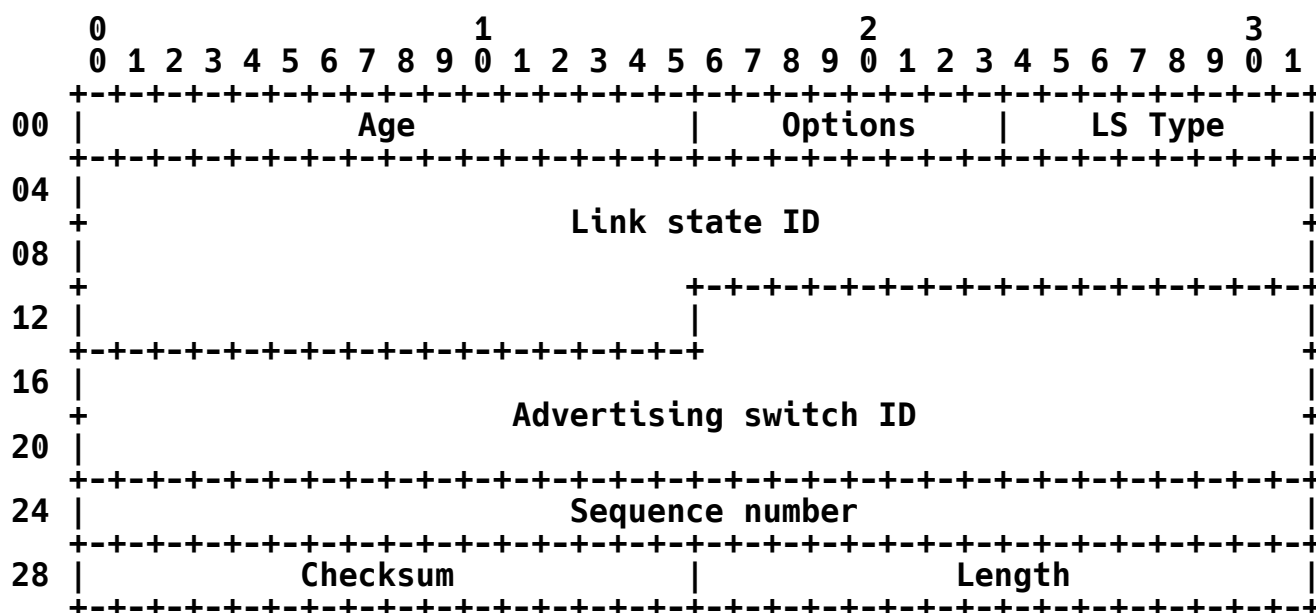 0                   1                   2                   3
    0 1 2 3 4 5 6 7 8 9 0 1 2 3 4 5 6 7 8 9 0 1 2 3 4 5 6 7 8 9 0 1
   +-+-+-+-+-+-+-+-+-+-+-+-+-+-+-+-+-+-+-+-+-+-+-+-+-+-+-+-+-+-+-+-+
00 |              Age              |    Options    |    LS Type    |
   +-+-+-+-+-+-+-+-+-+-+-+-+-+-+-+-+-+-+-+-+-+-+-+-+-+-+-+-+-+-+-+-+
04 |                                                               |
   +                         Link state ID                         +
08 |                                                               |
   +                               +-+-+-+-+-+-+-+-+-+-+-+-+-+-+-+-+
12 |                               |                               |
   +-+-+-+-+-+-+-+-+-+-+-+-+-+-+-+-+                               +
16 |                                                               |
   +                      Advertising switch ID                    +
20 |                                                               |
   +-+-+-+-+-+-+-+-+-+-+-+-+-+-+-+-+-+-+-+-+-+-+-+-+-+-+-+-+-+-+-+-+
24 |                         Sequence number                       |
   +-+-+-+-+-+-+-+-+-+-+-+-+-+-+-+-+-+-+-+-+-+-+-+-+-+-+-+-+-+-+-+-+
28 |           Checksum            |             Length            |
   +-+-+-+-+-+-+-+-+-+-+-+-+-+-+-+-+-+-+-+-+-+-+-+-+-+-+-+-+-+-+-+-+